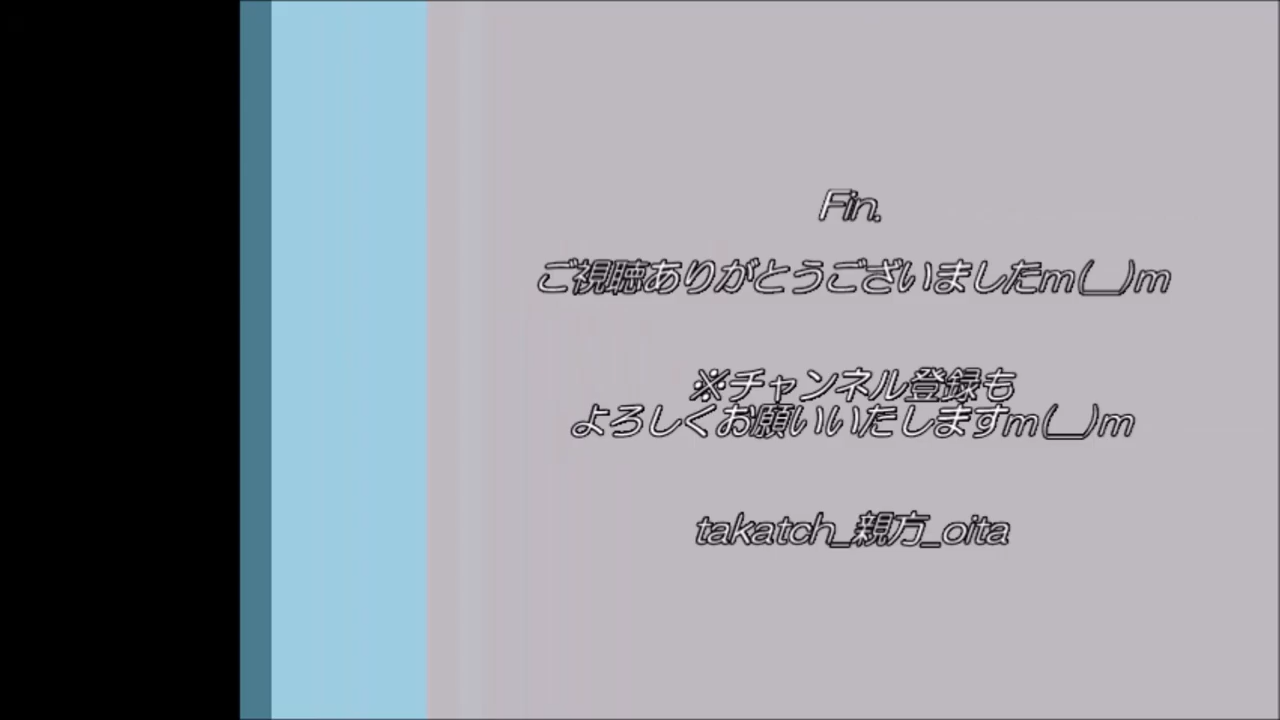 Fin.
ご視聴ありがとうございましたm(__)m
※チャンネル登録も
よろしくお願いいたしますm(__)m
takatch_親方_oita